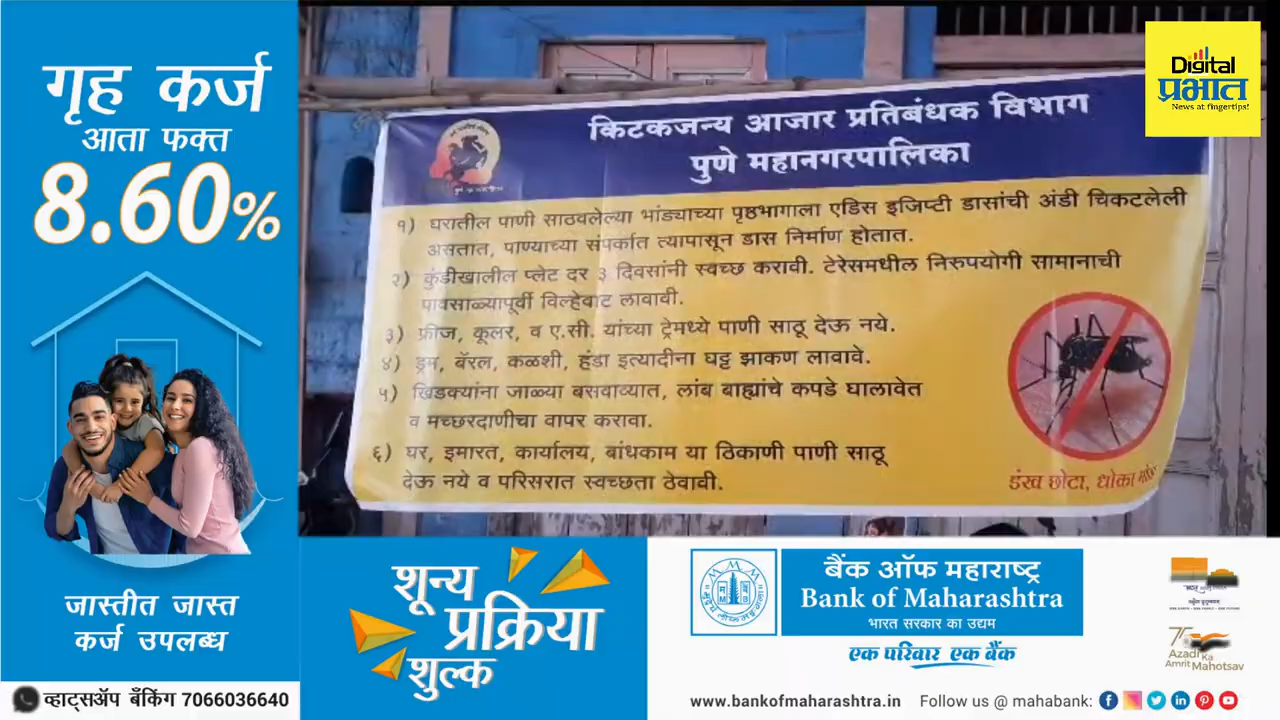 गृह कर्ज
आता फक्त
8.60%
जास्तीत जास्त
कर्ज उपलब्ध
व्हाट्सॲप बँकिंग 7066036640
Digital
प्रभात
News at fingertips!
किटकजन्य आजार प्रतिबंधक विभाग
पुणे महानगरपालिका
१) घरातील पाणी साठवलेल्या भांड्याच्या पृष्ठभागाला एडिस इजिप्टी डासांची अंडी चिकटलेली
असतात, पाण्याच्या संपर्कात त्यापासून डास निर्माण होतात.
२) कुंडीखालील प्लेट दर ३ दिवसांनी स्वच्छ करावी. टेरेसमधील निरुपयोगी सामानाची
पावसाळ्यापूर्वी विल्हेवाट लावावी.
३) फ्रीज, कूलर, व ए.सी. यांच्या ट्रेमध्ये पाणी साठू देऊ नये.
४) ड्रम, बॅरल, कळशी, हंडा इत्यादीना घट्ट झाकण लावावे.
५) खिडक्यांना जाळ्या बसवाव्यात, लांब बाह्यांचे कपडे घालावेत
व मच्छरदाणीचा वापर करावा.
६) घर, इमारत, कार्यालय, बांधकाम या ठिकाणी पाणी साठू
देऊ नये व परिसरात स्वच्छता ठेवावी.
डंख छोटा, धोका
शून्य
प्रक्रिया
शुल्क
बैंक ऑफ महाराष्ट्र
Bank of Maharashtra
भारत सरकार का उद्यम
एक परिवार एक बैंक
www.bankofmaharashtra.in Follow us @ mahabank:
Azadi Ka
Amrit Mahotsav